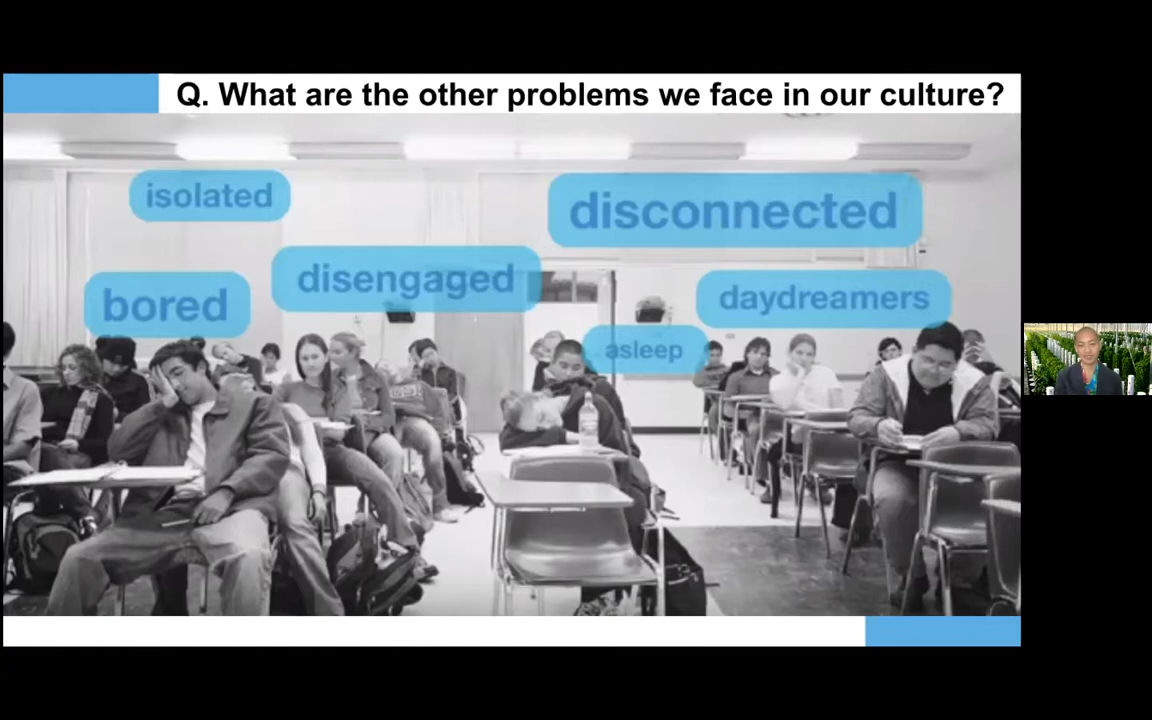 Q. What are the other problems we face in our culture?
isolated
disconnected
disengaged
bored
daydreamers
asleep